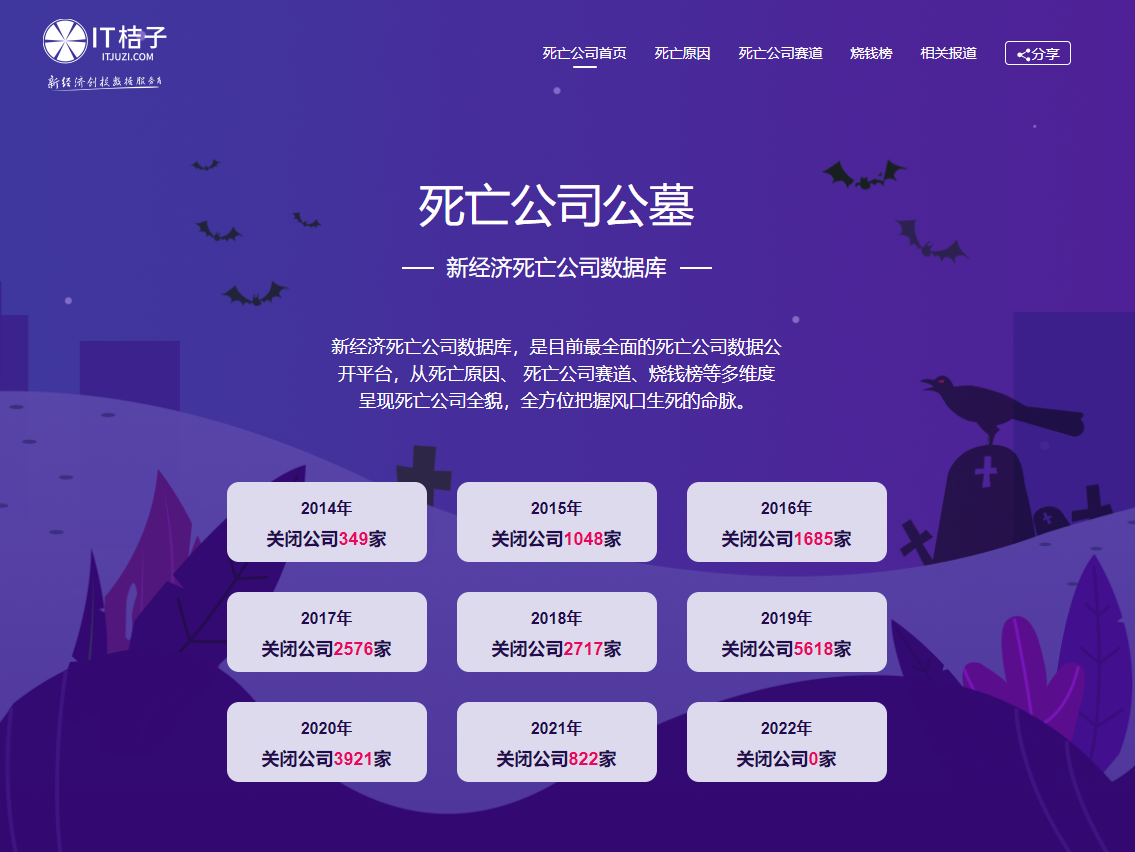 IT桔子
ITJUZI.COM
新经济创投数据服务商
死亡公司首页 死亡原因 死亡公司赛道 烧钱榜 相关报道 分享
死亡公司公墓
新经济死亡公司数据库
新经济死亡公司数据库，是目前最全面的死亡公司数据公
开平台，从死亡原因、 死亡公司赛道、烧钱榜等多维度
呈现死亡公司全貌，全方位把握风口生死的命脉。
2014年
关闭公司349家
2015年
关闭公司1048家
2016年
关闭公司1685家
2017年
关闭公司2576家
2018年
关闭公司2717家
2019年
关闭公司5618家
2020年
关闭公司3921家
2021年
关闭公司822家
2022年
关闭公司0家